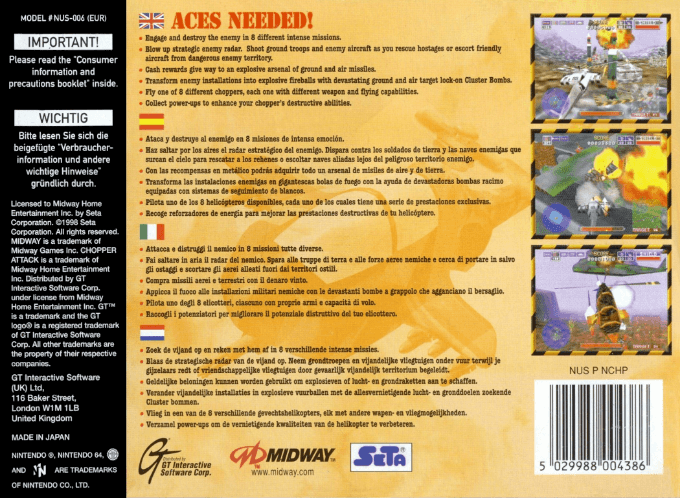 MODEL # NUS-006 (EUR)
IMPORTANT!
Please read the "Consumer
information and
precautions booklet" inside.
WICHTIG
Bitte lesen Sie sich die
beigefügte "Verbraucher-
information und andere
wichtige Hinweise"
gründlich durch.
Licensed to Midway Home
Entertainment Inc. by Seta
Corporation. ©1998 Seta
Corporation. All rights reserved.
MIDWAY is a trademark of
Midway Games Inc. CHOPPER
ATTACK is a trademark of
Midway Home Entertainment
Inc. Distributed by GT
Interactive Software Corp.
under license from Midway
Home Entertainment Inc. GT™
is a trademark and the GT
logo® is a registered trademark
of GT Interactive Software
Corp. All other trademarks are
the property of their respective
companies.
GT Interactive Software
(UK) Ltd,
116 Baker Street,
London W1M 1LB
United Kingdom
MADE IN JAPAN
NINTENDO ®, NINTENDO 64,
AND N ARE TRADEMARKS
OF NINTENDO CO., LTD.
ACES NEEDED!
• Engage and destroy the enemy in 8 different intense missions.
• Blow up strategic enemy radar. Shoot ground troops and enemy aircraft as you rescue hostages or escort friendly
aircraft from dangerous enemy territory.
• Cash rewards give way to an explosive arsenal of ground and air missiles.
• Transform enemy installations into explosive fireballs with devastating ground and air target lock-on Cluster Bombs.
• Fly one of 8 different choppers, each one with different weapon and flying capabilities.
• Collect power-ups to enhance your chopper's destructive abilities.
• Ataca y destruye al enemigo en 8 misiones de intensa emoción.
• Haz saltar por los aires el radar estratégico del enemigo. Dispara contra los soldados de tierra y las naves enemigas que
surcan el cielo para rescatar a los rehenes o escoltar naves aliadas lejos del peligroso territorio enemigo.
• Con las recompensas en metálico podrás adquirir todo un arsenal de misiles de aire y de tierra.
• Transforma las instalaciones enemigas en gigantescas bolas de fuego con la ayuda de devastadoras bombas racimo
equipadas con sistemas de seguimiento de blancos.
• Pilota uno de los 8 helicópteros disponibles, cada uno de los cuales tiene una serie de prestaciones exclusivas.
• Recoge reforzadores de energía para mejorar las prestaciones destructivas de tu helicóptero.
• Attacca e distruggi il nemico in 8 missioni tutte diverse.
• Fai saltare in aria il radar del nemico. Spara alle truppe di terra e alle forze aeree nemiche e cerca di portare in salvo
gli ostaggi e scortare gli aerei alleati fuori dai territori ostili.
• Compra missili aerei e terrestri con il denaro vinto.
• Appicca il fuoco alle installazioni militari nemiche con le devastanti bombe a grappolo che agganciano il bersaglio.
• Pilota uno degli 8 elicotteri, ciascuno con proprie armi e capacità di volo.
• Raccogli i potenziatori per migliorare il potenziale distruttivo del tuo elicottero.
• Zoek de vijand op en reken met hem af in 8 verschillende intense missies.
• Blaas de strategische radar van de vijand op. Neem grondtroepen en vijandelijke vliegtuigen onder vuur terwijl je
gijzelaars redt of vriendschappelijke vliegtuigen door gevaarlijk vijandelijk territorium begeleidt.
• Geldelijke beloningen kunnen worden gebruikt om explosieven of lucht- en grondraketten aan te schaffen.
• Verander vijandelijke installaties in explosieve vuurballen met de allesvernietigende lucht- en gronddoelen zoekende
Cluster bommen.
• Vlieg in een van de 8 verschillende gevechtshelikopters, elk met andere wapen- en vliegmogelijkheden.
• Verzamel power-ups om de vernietigende kwaliteiten van de helikopter te verbeteren.
Distributed by
GT Interactive
Software Corp.
MIDWAY™
www.midway.com
SETA®
NUS P NCHP
5 029988 004386